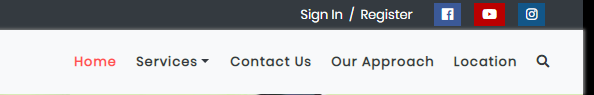 Sign In / Register
Home Services Contact Us Our Approach Location